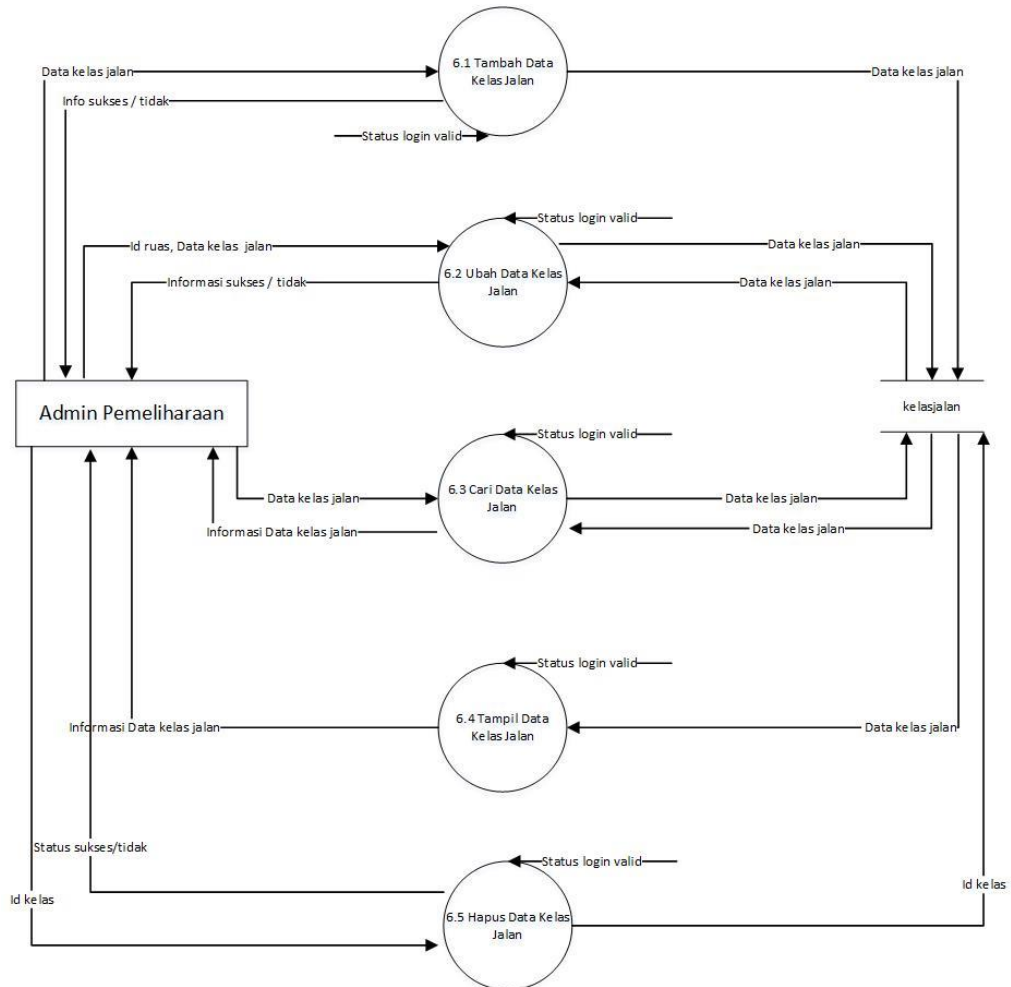 6.1 Tambah Data
Kelas Jalan
Data kelas jalan
Data kelas jalan
Info sukses / tidak
Status login valid
Status login valid
Id ruas, Data kelas jalan
Data kelas jalan
6.2 Ubah Data Kelas
Jalan
Informasi sukses / tidak
Data kelas jalan
Admin Pemeliharaan
kelasjalan
Status login valid
6.3 Cari Data Kelas
Jalan
Data kelas jalan
Data kelas jalan
Informasi Data kelas jalan
Data kelas jalan
Status login valid
6.4 Tampil Data
Kelas Jalan
Informasi Data kelas jalan
Data kelas jalan
Status sukses/tidak
Status login valid
Id kelas
Id kelas
6.5 Hapus Data Kelas
Jalan